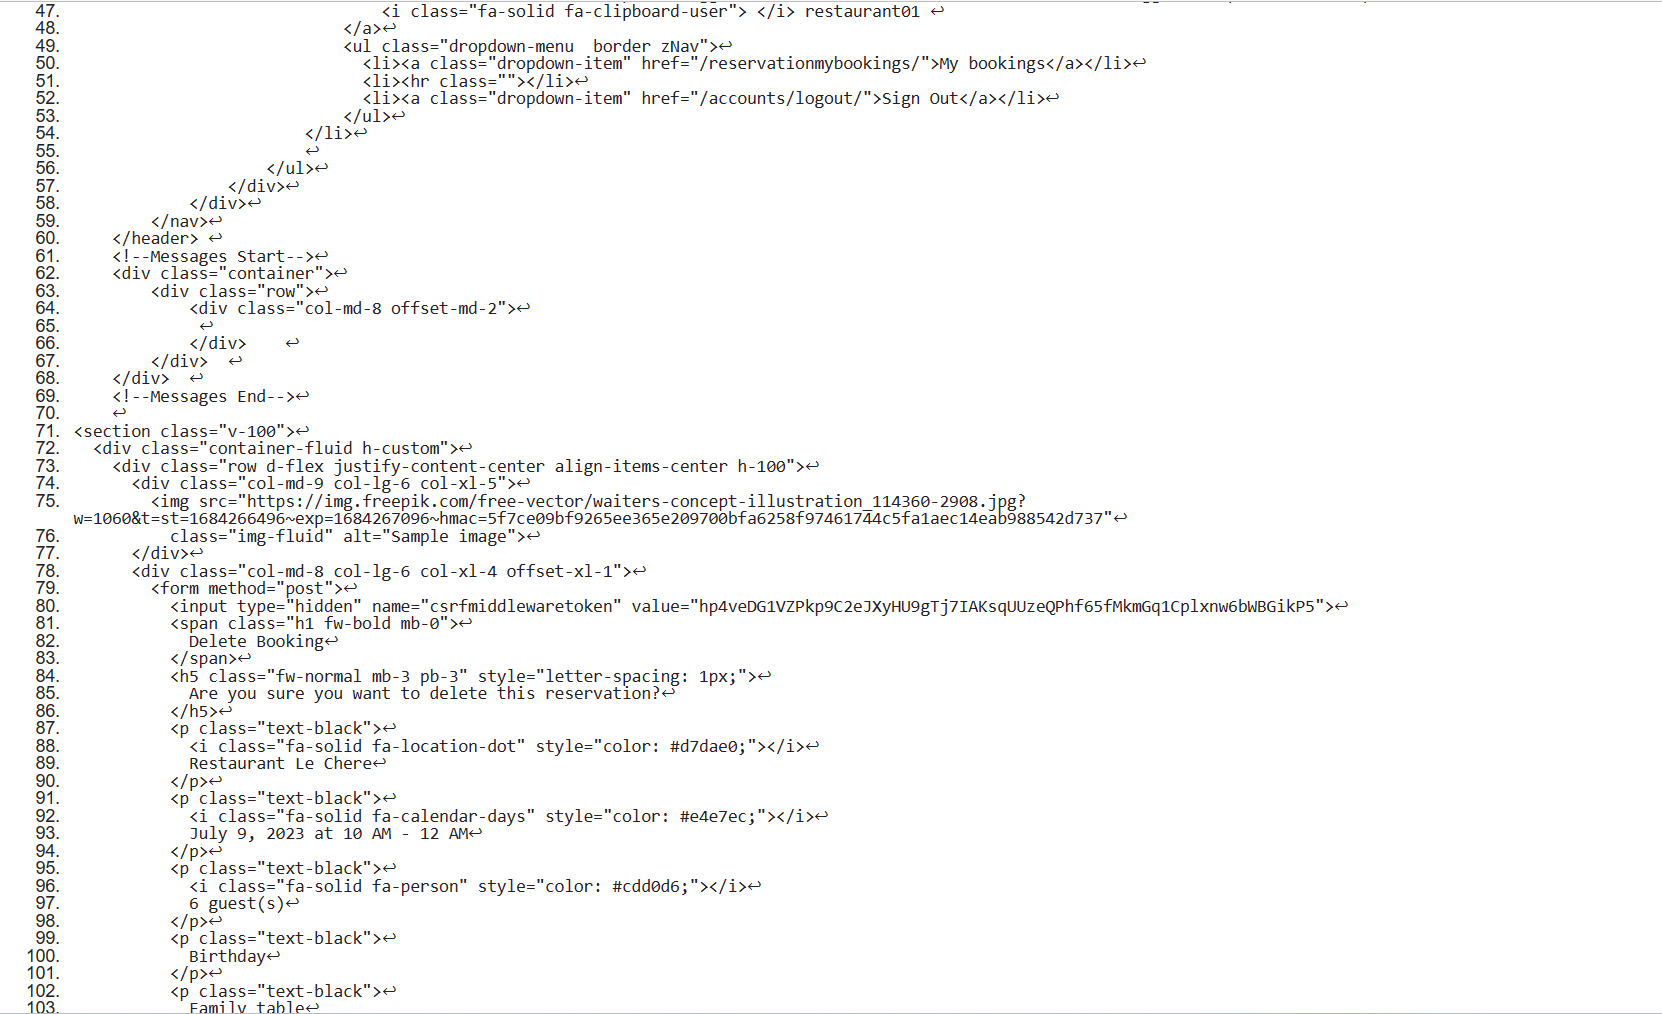 47. <i class="fa-solid fa-clipboard-user"> </i> restaurant01 ↩
48. </a>↩
49. <ul class="dropdown-menu  border zNav">↩
50. <li><a class="dropdown-item" href="/reservationmybookings/">My bookings</a></li>↩
51. <li><hr class=""></li>↩
52. <li><a class="dropdown-item" href="/accounts/logout/">Sign Out</a></li>↩
53. </ul>↩
54. </li>↩
55. ↩
56. </ul>↩
57. </div>↩
58. </div>↩
59. </nav>↩
60. </header> ↩
61. <!--Messages Start-->↩
62. <div class="container">↩
63. <div class="row">↩
64. <div class="col-md-8 offset-md-2">↩
65. ↩
66. </div>    ↩
67. </div>  ↩
68. </div>  ↩
69. <!--Messages End-->↩
70. ↩
71. <section class="v-100">↩
72. <div class="container-fluid h-custom">↩
73. <div class="row d-flex justify-content-center align-items-center h-100">↩
74. <div class="col-md-9 col-lg-6 col-xl-5">↩
75. <img src="https://img.freepik.com/free-vector/waiters-concept-illustration_114360-2908.jpg?
w=1060&t=st=1684266496~exp=1684267096~hmac=5f7ce09bf9265ee365e209700bfa6258f97461744c5fa1aec14eab988542d737"↩
76. class="img-fluid" alt="Sample image">↩
77. </div>↩
78. <div class="col-md-8 col-lg-6 col-xl-4 offset-xl-1">↩
79. <form method="post">↩
80. <input type="hidden" name="csrfmiddlewaretoken" value="hp4veDG1VZPkp9C2eJXyHU9gTj7IAKsqUUzeQPhf65fMkmGq1Cplxnw6bWBGikP5">↩
81. <span class="h1 fw-bold mb-0">↩
82. Delete Booking↩
83. </span>↩
84. <h5 class="fw-normal mb-3 pb-3" style="letter-spacing: 1px;">↩
85. Are you sure you want to delete this reservation?↩
86. </h5>↩
87. <p class="text-black">↩
88. <i class="fa-solid fa-location-dot" style="color: #d7dae0;"></i>↩
89. Restaurant Le Chere↩
90. </p>↩
91. <p class="text-black">↩
92. <i class="fa-solid fa-calendar-days" style="color: #e4e7ec;"></i>↩
93. July 9, 2023 at 10 AM - 12 AM↩
94. </p>↩
95. <p class="text-black">↩
96. <i class="fa-solid fa-person" style="color: #cdd0d6;"></i>↩
97. 6 guest(s)↩
98. </p>↩
99. <p class="text-black">↩
100. Birthday↩
101. </p>↩
102. <p class="text-black">↩
103. Family table↩